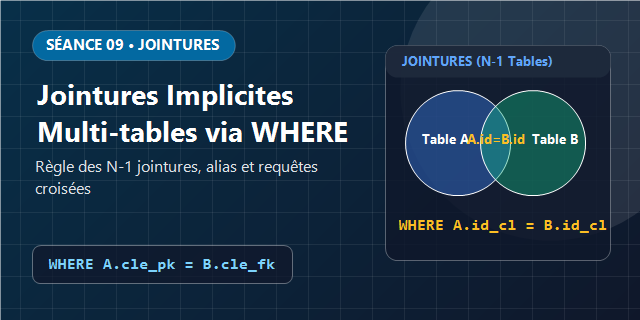 SÉANCE 09 • JOINTURES
Jointures Implicites
Multi-tables via WHERE
Règle des N-1 jointures, alias et requêtes
croisées
WHERE A.cle_pk = B.cle_fk
JOINTURES (N-1 Tables)
Table A
A.id=B.id
Table B
WHERE A.id_cl = B.id_cl